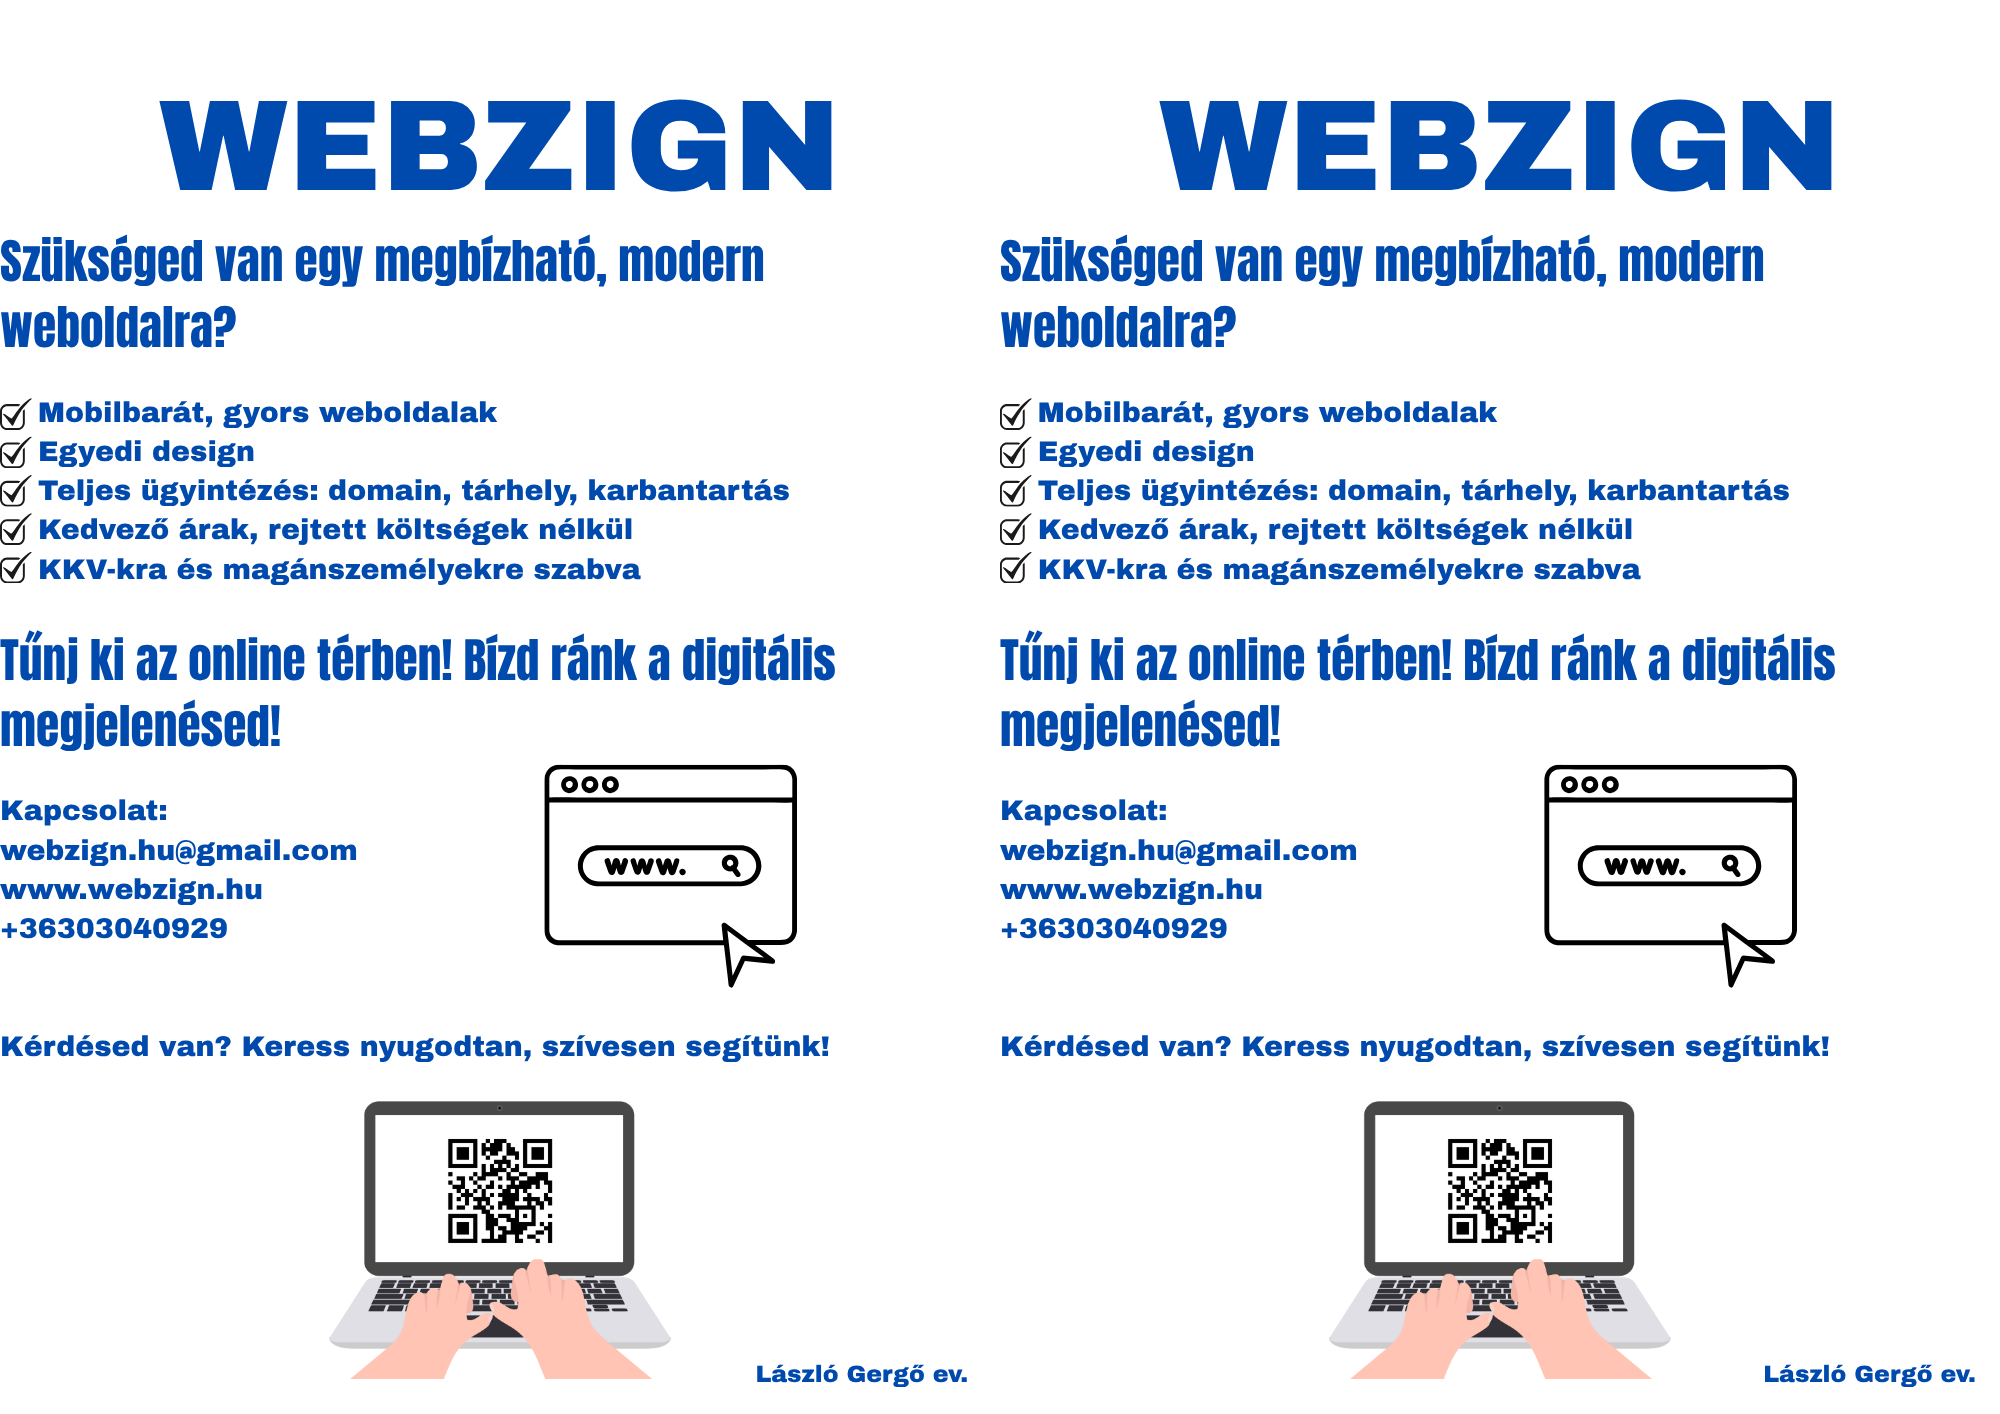 WEBZIGN
Szükséged van egy megbízható, modern
weboldalra?
Mobilbarát, gyors weboldalak
Egyedi design
Teljes ügyintézés: domain, tárhely, karbantartás
Kedvező árak, rejtett költségek nélkül
KKV-kra és magánszemélyekre szabva
Tűnj ki az online térben! Bízd ránk a digitális
megjelenésed!
Kapcsolat:
webzign.hu@gmail.com
www.webzign.hu
+36303040929
www.
Kérdésed van? Keress nyugodtan, szívesen segítünk!
László Gergő ev.
WEBZIGN
Szükséged van egy megbízható, modern
weboldalra?
Mobilbarát, gyors weboldalak
Egyedi design
Teljes ügyintézés: domain, tárhely, karbantartás
Kedvező árak, rejtett költségek nélkül
KKV-kra és magánszemélyekre szabva
Tűnj ki az online térben! Bízd ránk a digitális
megjelenésed!
Kapcsolat:
webzign.hu@gmail.com
www.webzign.hu
+36303040929
www.
Kérdésed van? Keress nyugodtan, szívesen segítünk!
László Gergő ev.